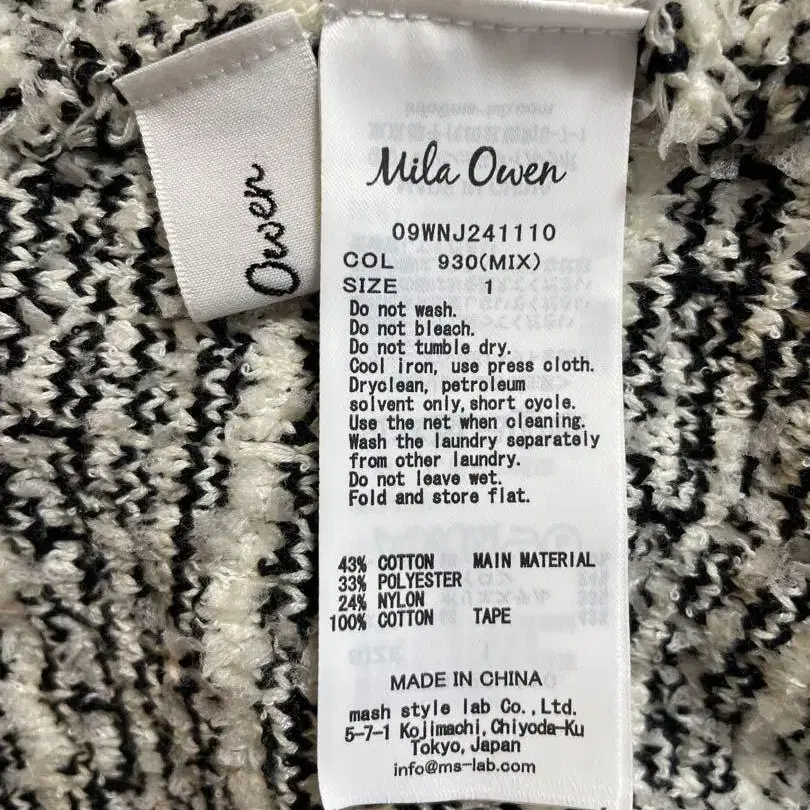 Owen
Mila Owen
09WNJ241110
COL 930(MIX)
SIZE 1
Do not wash.
Do not bleach.
Do not tumble dry.
Cool iron, use press cloth.
Dryclean, petroleum
solvent only, short cycle.
Use the net when cleaning.
Wash the laundry separately
from other laundry.
Do not leave wet.
Fold and store flat.
43% COTTON MAIN MATERIAL
33% POLYESTER
24% NYLON
100% COTTON TAPE
MADE IN CHINA
mash style lab Co., Ltd.
5-7-1 Kojimachi, Chiyoda-Ku
Tokyo, Japan
info@ms-lab.com